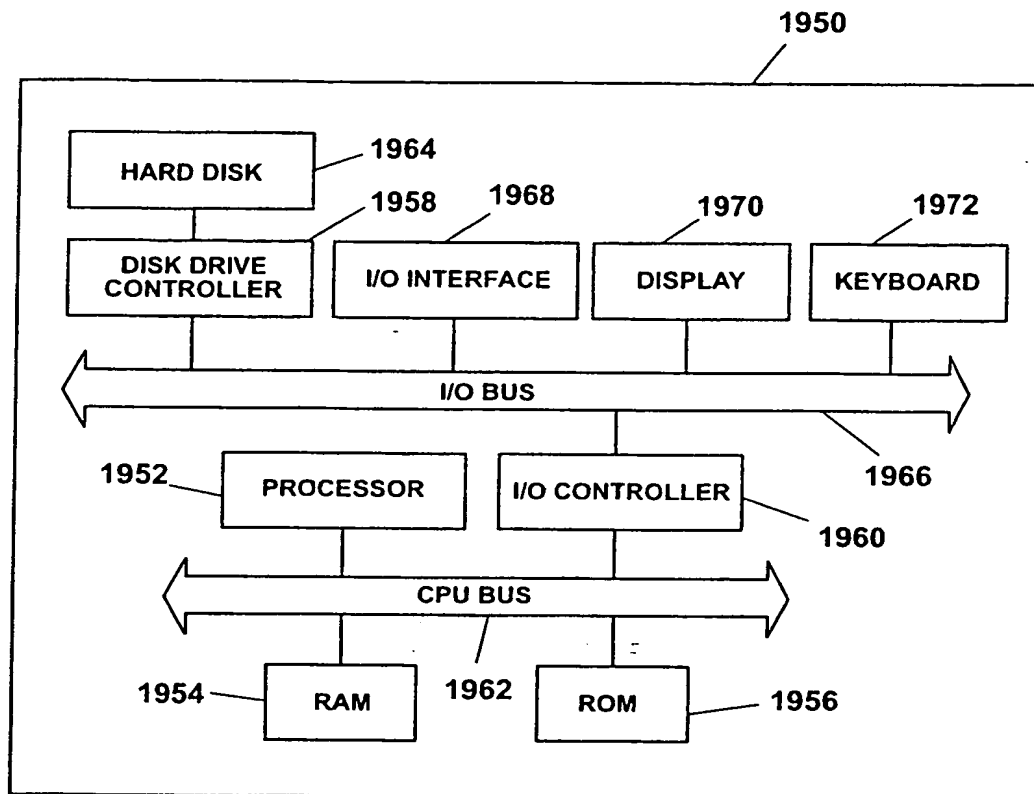 1950
HARD DISK
1964
1958
1968
1970
1972
DISK DRIVE
CONTROLLER
I/O INTERFACE
DISPLAY
KEYBOARD
I/O BUS
1966
1952
PROCESSOR
I/O CONTROLLER
1960
CPU BUS
1962
1954
RAM
ROM
1956